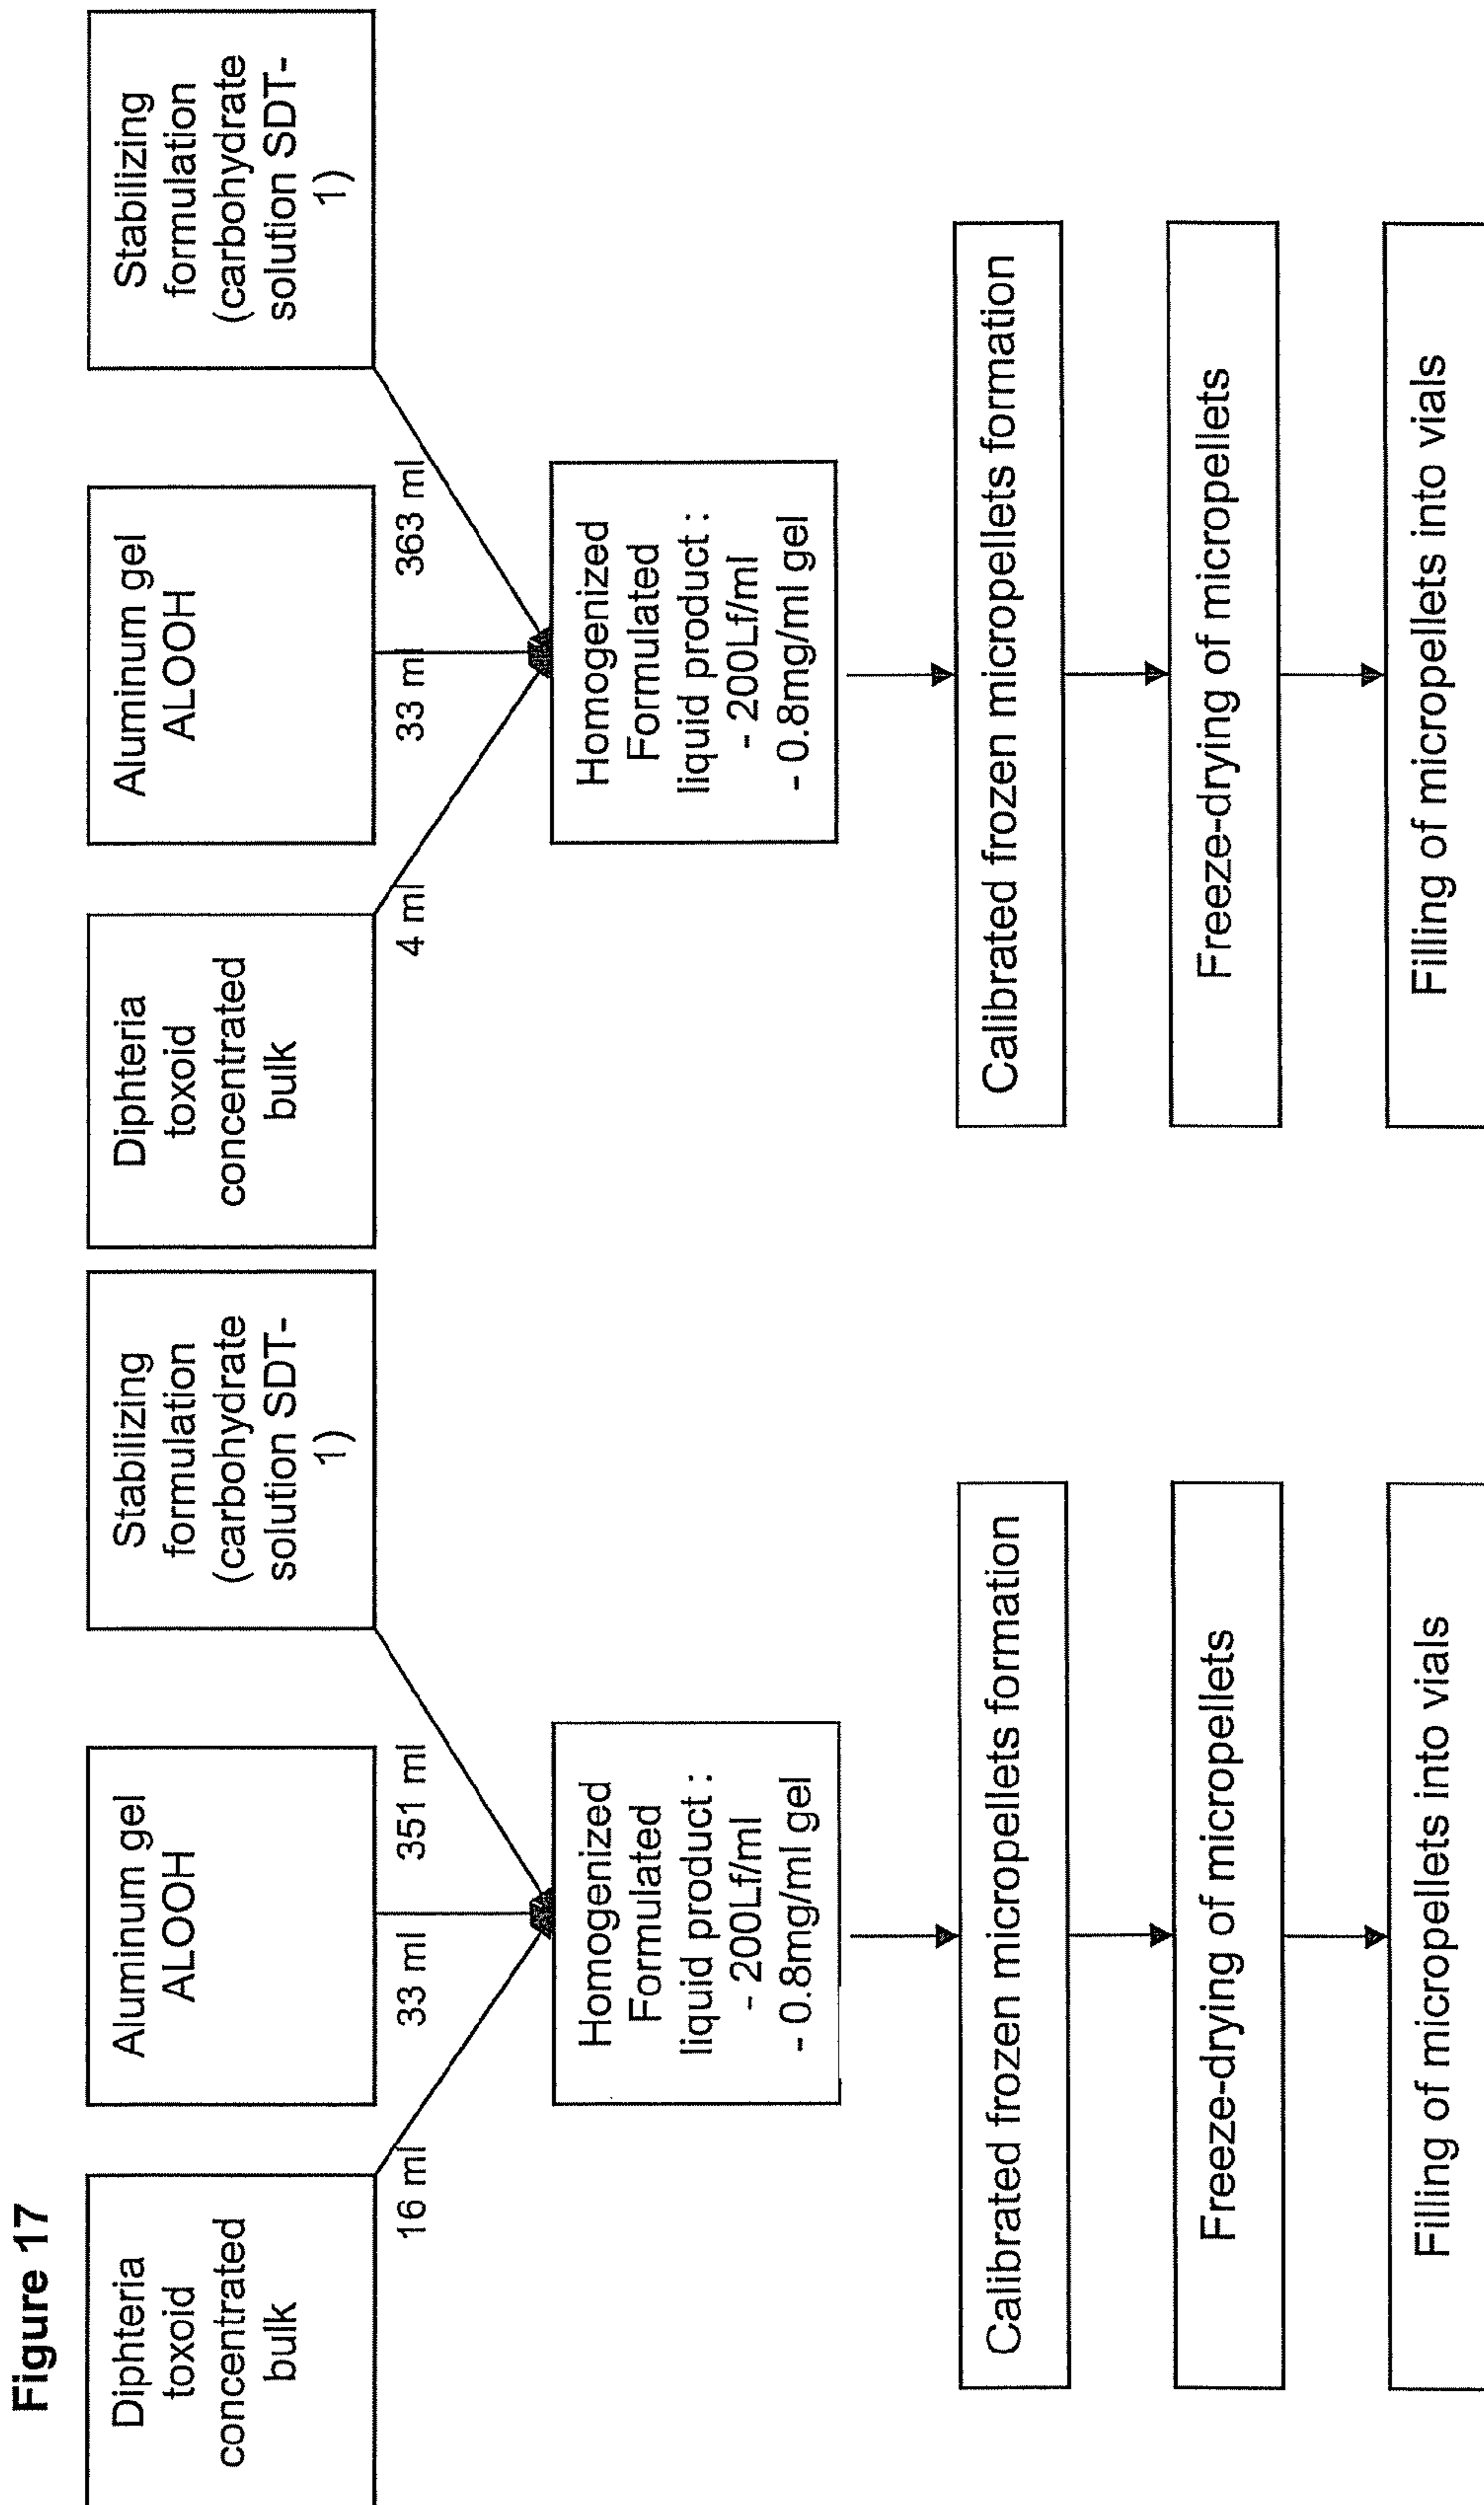 Figure 17
Diphteria
toxoid
concentrated
bulk
Aluminum gel
ALOOH
Stabilizing
formulation
(carbohydrate
solution SDT-
1)
16 ml
33 ml
351 ml
Homogenized
Formulated
liquid product :
- 200Lf/ml
- 0.8mg/ml gel
Calibrated frozen micropellets formation
Freeze-drying of micropellets
Filling of micropellets into vials
Diphteria
toxoid
concentrated
bulk
Aluminum gel
ALOOH
Stabilizing
formulation
(carbohydrate
solution SDT-
1)
4 ml
33 ml
363 ml
Homogenized
Formulated
liquid product :
- 200Lf/ml
- 0.8mg/ml gel
Calibrated frozen micropellets formation
Freeze-drying of micropellets
Filling of micropellets into vials